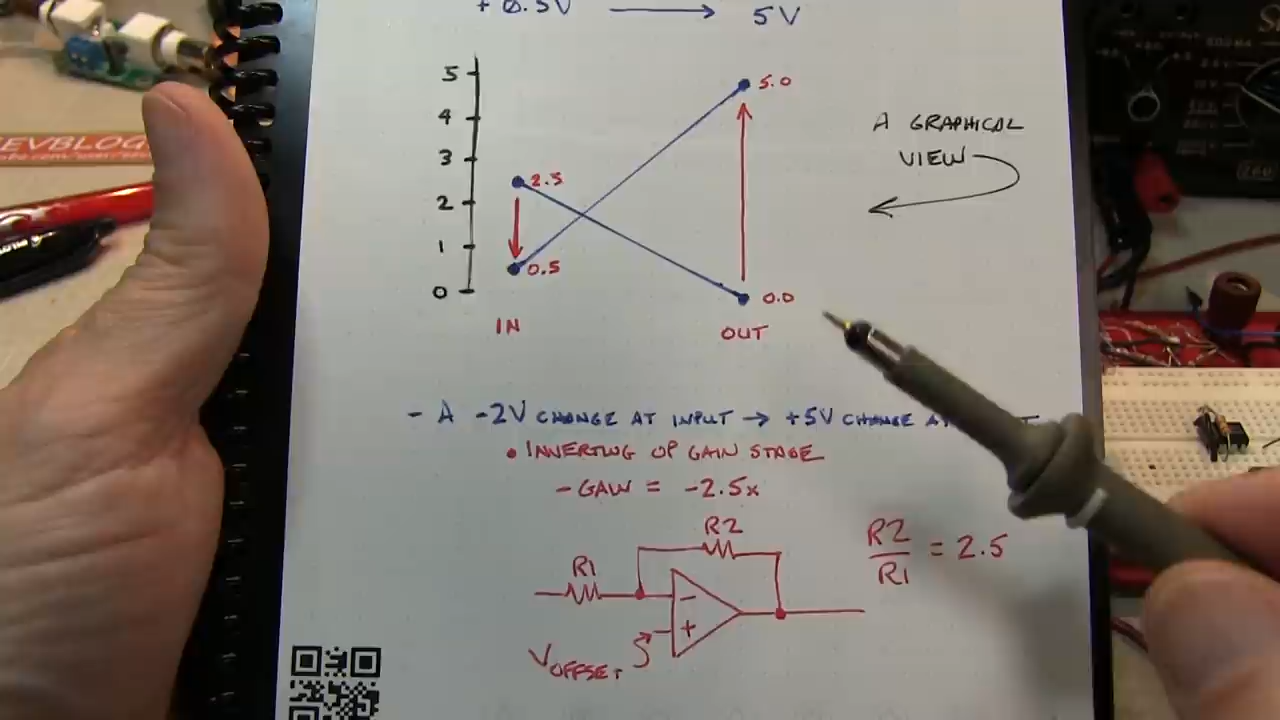 +0.5V → 5V
5
4
3
2
1
0
2.5
0.5
5.0
0.0
IN
OUT
A GRAPHICAL
VIEW
- A -2V CHANGE AT INPUT → +5V CHANGE AT
• INVERTING OP GAIN STAGE
- GAIN = -2.5x
R2
R1
-
+
VOFFSET
R2
R1
= 2.5
EEVBLOG